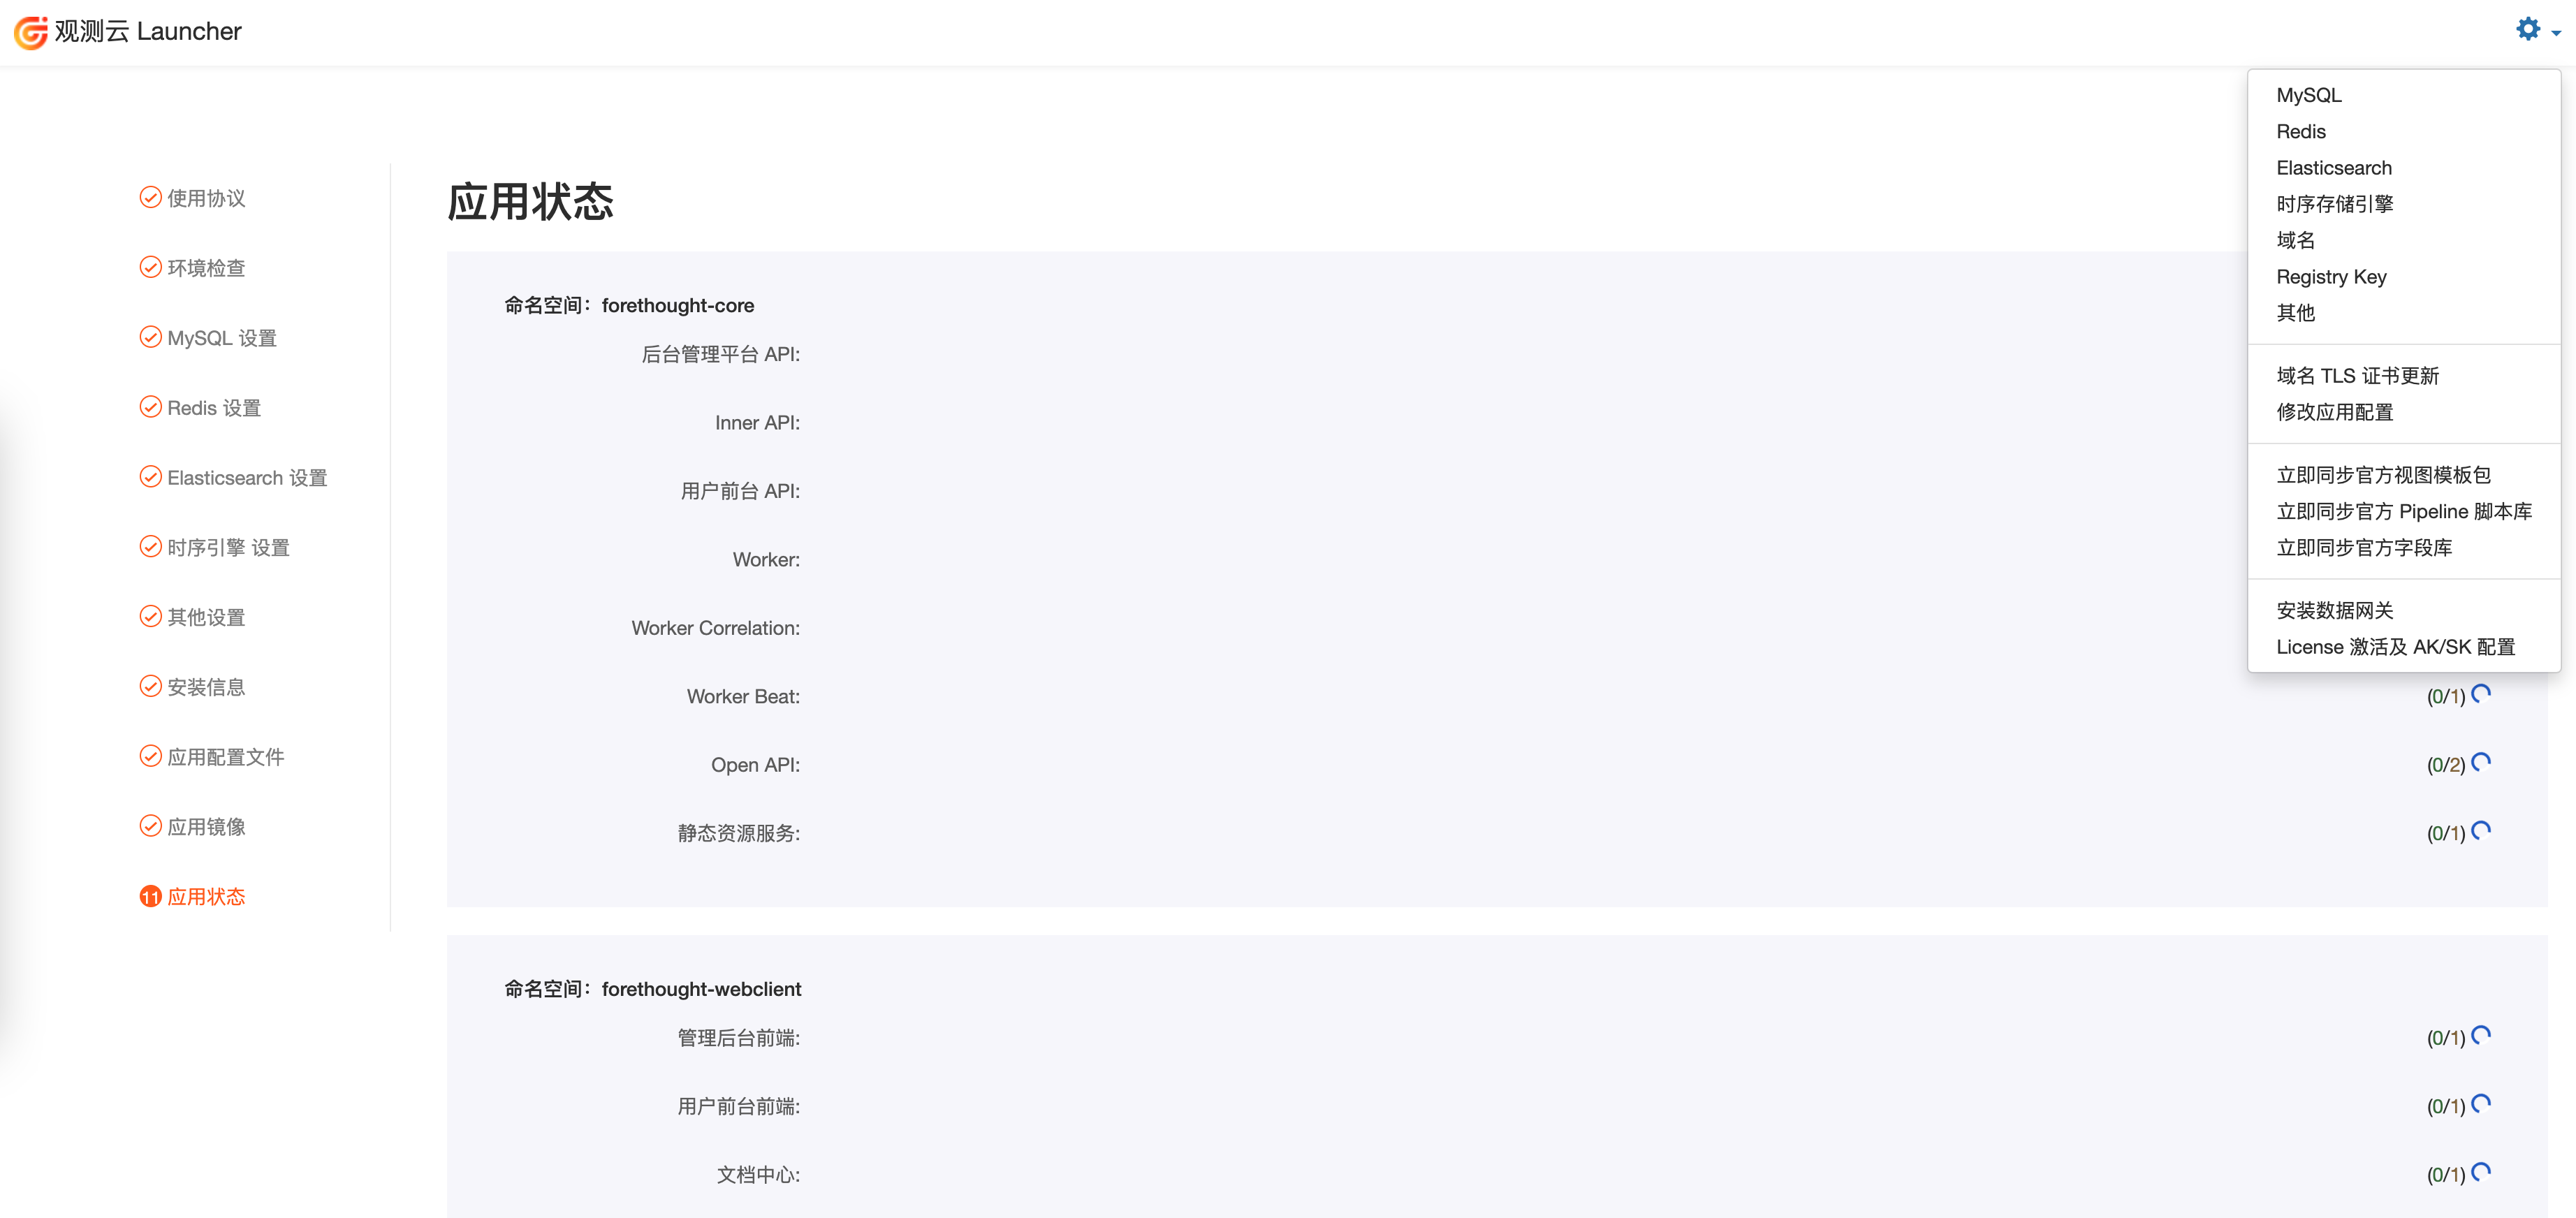 观测云 Launcher
MySQL
Redis
Elasticsearch
时序存储引擎
域名
Registry Key
其他
域名 TLS 证书更新
修改应用配置
立即同步官方视图模板包
立即同步官方 Pipeline 脚本库
立即同步官方字段库
安装数据网关
License 激活及 AK/SK 配置
使用协议
环境检查
MySQL 设置
Redis 设置
Elasticsearch 设置
时序引擎 设置
其他设置
安装信息
应用配置文件
应用镜像
11 应用状态
应用状态
命名空间：forethought-core
后台管理平台 API:
Inner API:
用户前台 API:
Worker:
Worker Correlation:
Worker Beat: (0/1)
Open API: (0/2)
静态资源服务: (0/1)
命名空间：forethought-webclient
管理后台前端: (0/1)
用户前台前端: (0/1)
文档中心: (0/1)